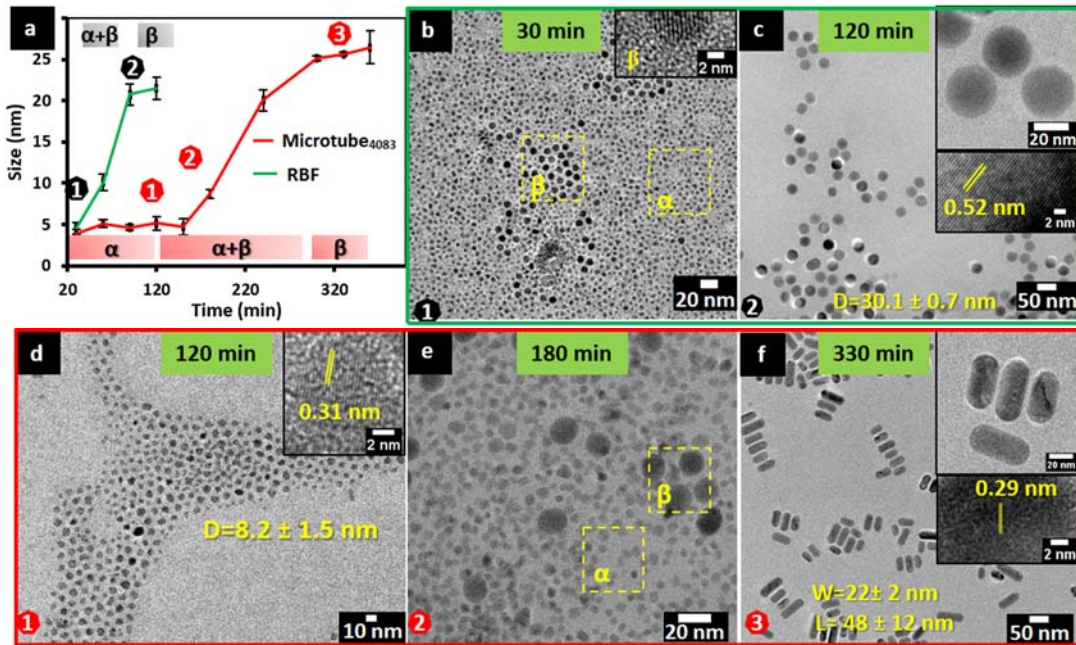 a
α+β β
2
3
25
20
15
10
5
0
Size (nm)
1
2
1
Microtube4083
RBF
α α+β β
20 120 220 320
Time (min)
b 30 min
β
2 nm
β
α
1
20 nm
c 120 min
20 nm
0.52 nm
2 nm
D=30.1 ± 0.7 nm
2
50 nm
d 120 min
0.31 nm
2 nm
D=8.2 ± 1.5 nm
1
10 nm
e 180 min
β
α
2
20 nm
f 330 min
20 nm
0.29 nm
2 nm
W=22± 2 nm
L= 48 ± 12 nm
3
50 nm